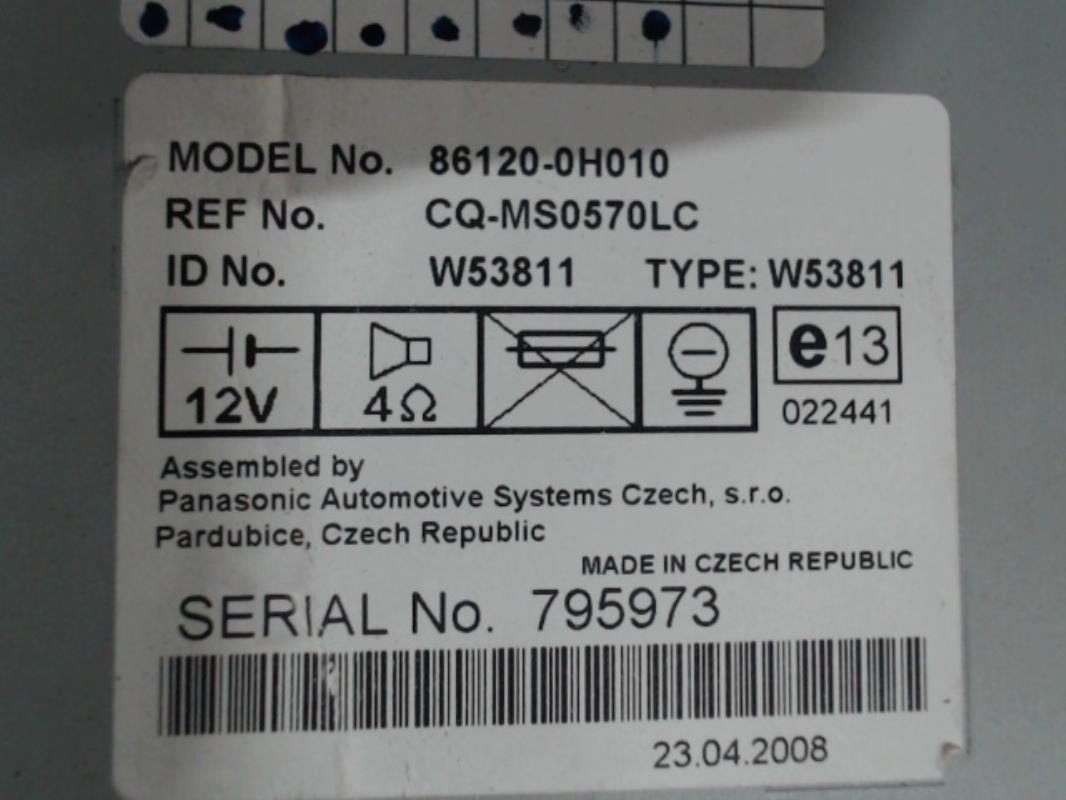 MODEL No. 86120-0H010
REF No. CQ-MS0570LC
ID No. W53811 TYPE: W53811
12V 4Ω e13
022441
Assembled by
Panasonic Automotive Systems Czech, s.r.o.
Pardubice, Czech Republic
MADE IN CZECH REPUBLIC
SERIAL No. 795973
23.04.2008